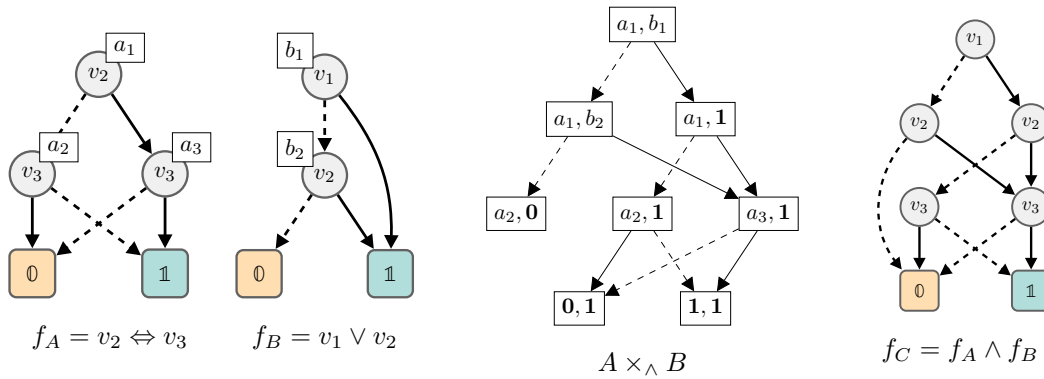 a₁
v₂
a₂
v₃
a₃
v₃
𝟘
𝟙
f_A = v₂ ⇔ v₃
b₁
v₁
b₂
v₂
𝟘
𝟙
f_B = v₁ ∨ v₂
a₁, b₁
a₁, b₂
a₁, 1
a₂, 0
a₂, 1
a₃, 1
0, 1
1, 1
A ×_∧ B
v₁
v₂
v₂
v₃
v₃
𝟘
𝟙
f_C = f_A ∧ f_B